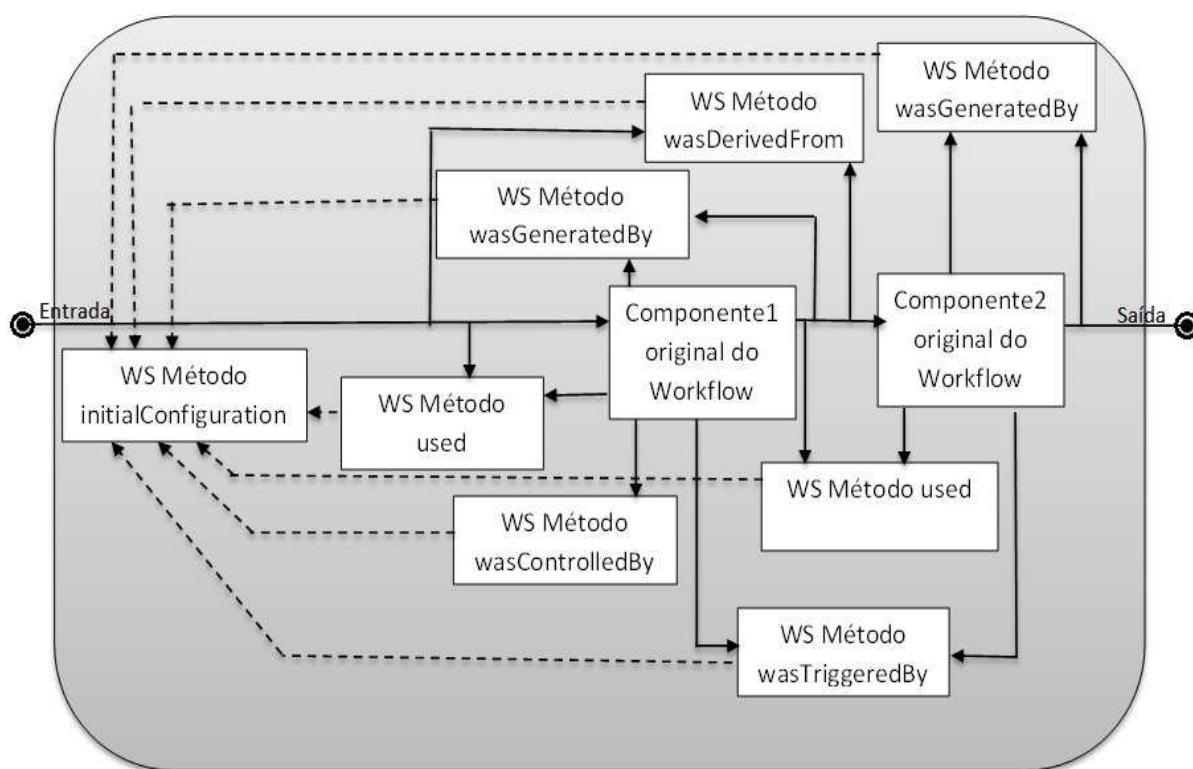 WS Método
wasGeneratedBy
WS Método
wasDerivedFrom
WS Método
wasGeneratedBy
Entrada
Componente1
original do
Workflow
Componente2
original do
Workflow
Saída
WS Método
initialConfiguration
WS Método
used
WS Método used
WS Método
wasControlledBy
WS Método
wasTriggeredBy